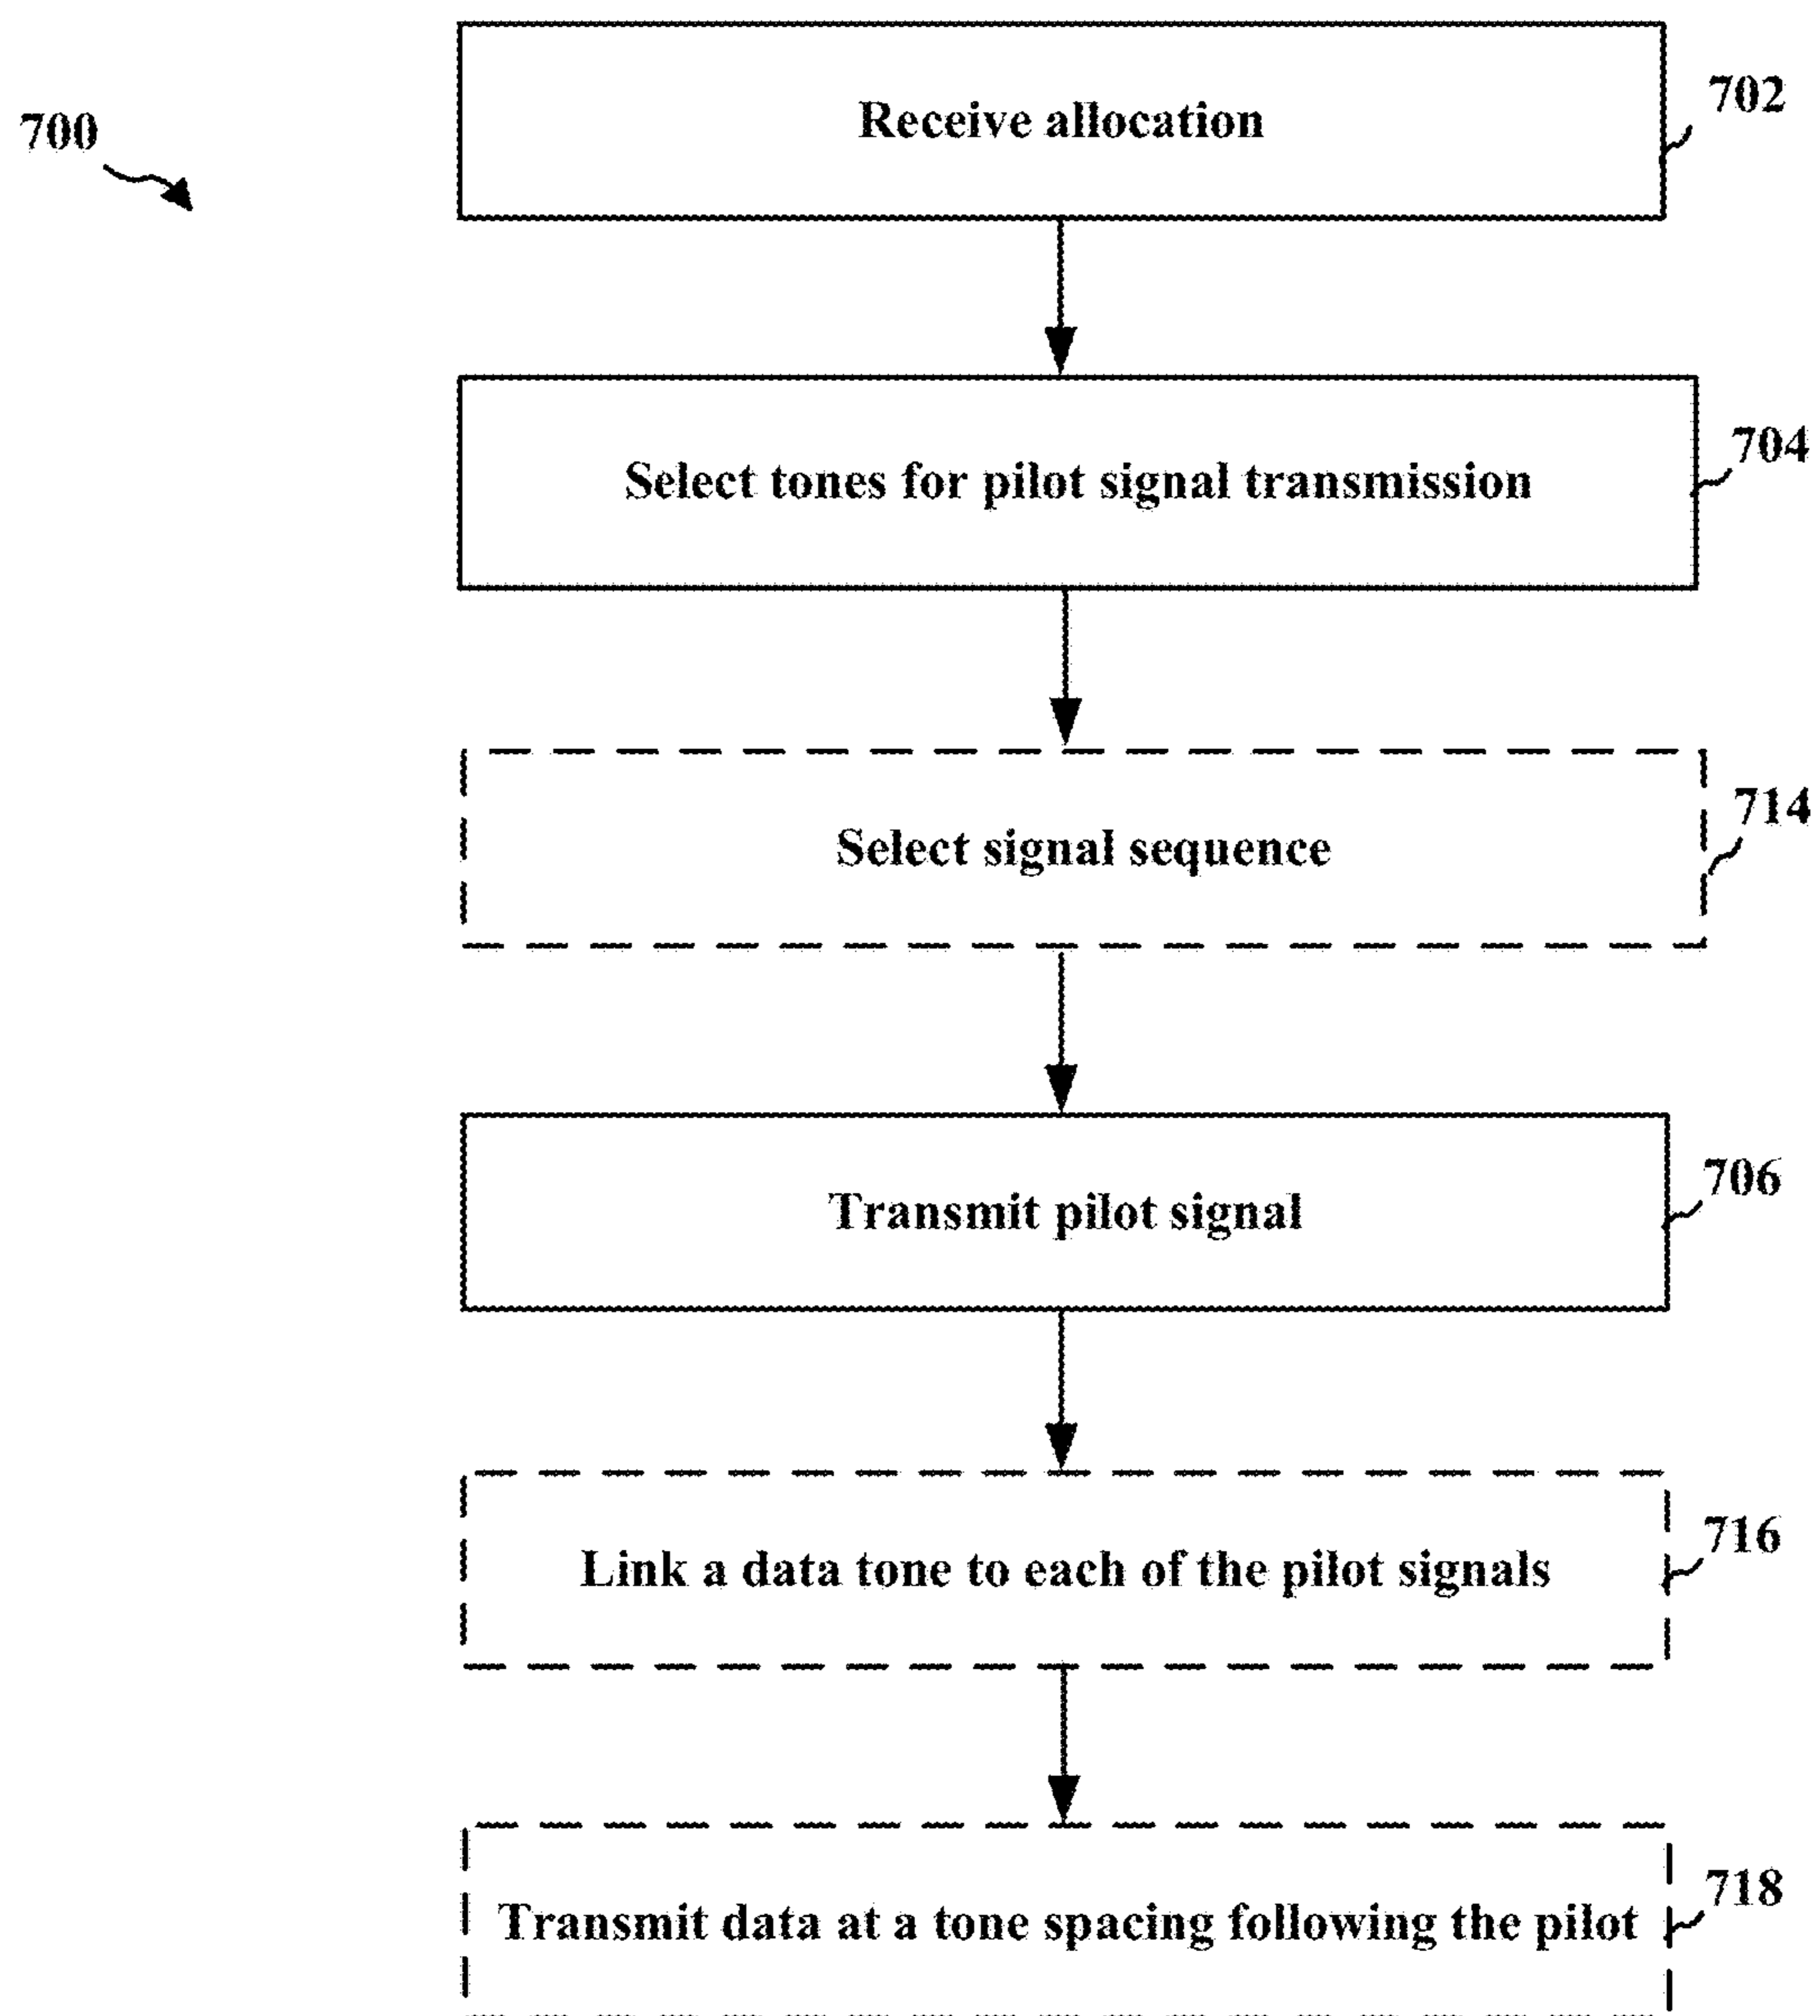 700
Receive allocation
702
Select tones for pilot signal transmission
704
Select signal sequence
714
Transmit pilot signal
706
Link a data tone to each of the pilot signals
716
Transmit data at a tone spacing following the pilot
718